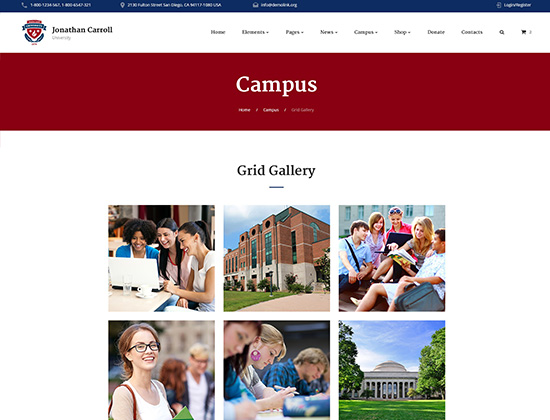 1-800-1234-567, 1-800-6547-321
2130 Fulton Street San Diego, CA 94117-1080 USA
info@demolink.org
Login/Register
Jonathan Carroll
University
Home
Elements
Pages
News
Campus
Shop
Donate
Contacts
0
Campus
Home / Campus / Grid Gallery
Grid Gallery